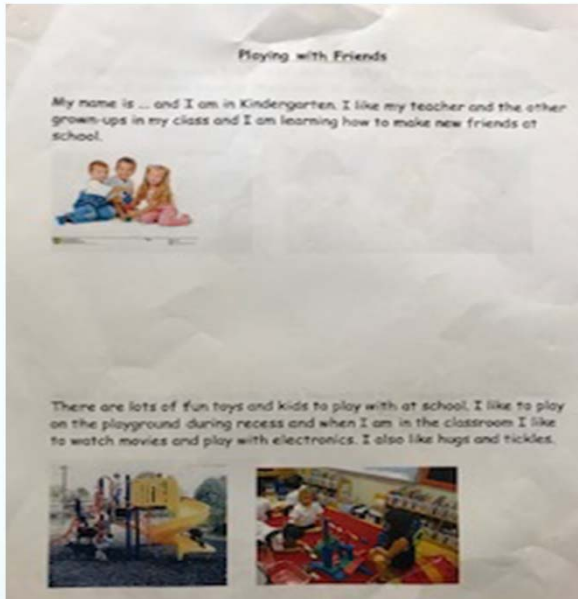 Playing with Friends
My name is ... and I am in Kindergarten. I like my teacher and the other
grown-ups in my class and I am learning how to make new friends at
school.
There are lots of fun toys and kids to play with at school. I like to play
on the playground during recess and when I am in the classroom I like
to watch movies and play with electronics. I also like hugs and tickles.